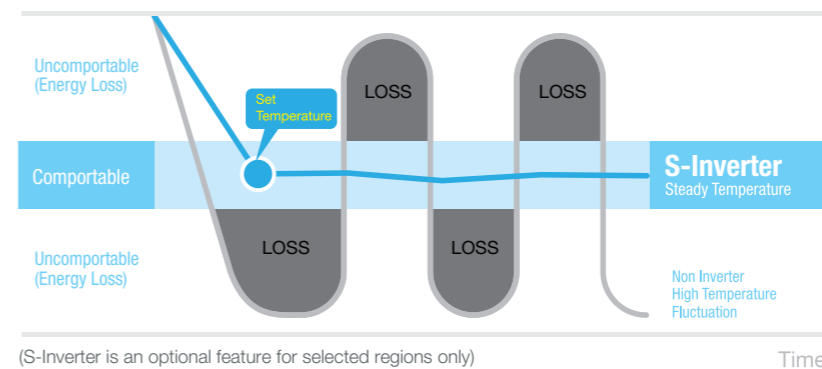 Uncomportable
(Energy Loss)
Set
Temperature
LOSS
LOSS
Comportable
S-Inverter
Steady Temperature
LOSS
LOSS
Uncomportable
(Energy Loss)
Non Inverter
High Temperature
Fluctuation
(S-Inverter is an optional feature for selected regions only)
Time